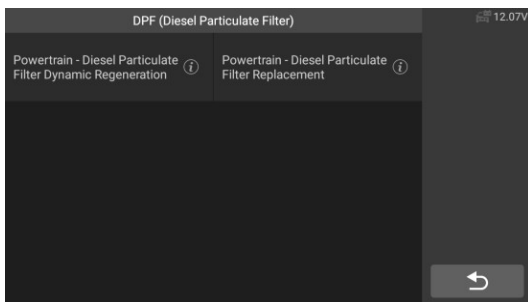 DPF (Diesel Particulate Filter)
12.07V
Powertrain - Diesel Particulate
Filter Dynamic Regeneration
Powertrain - Diesel Particulate
Filter Replacement